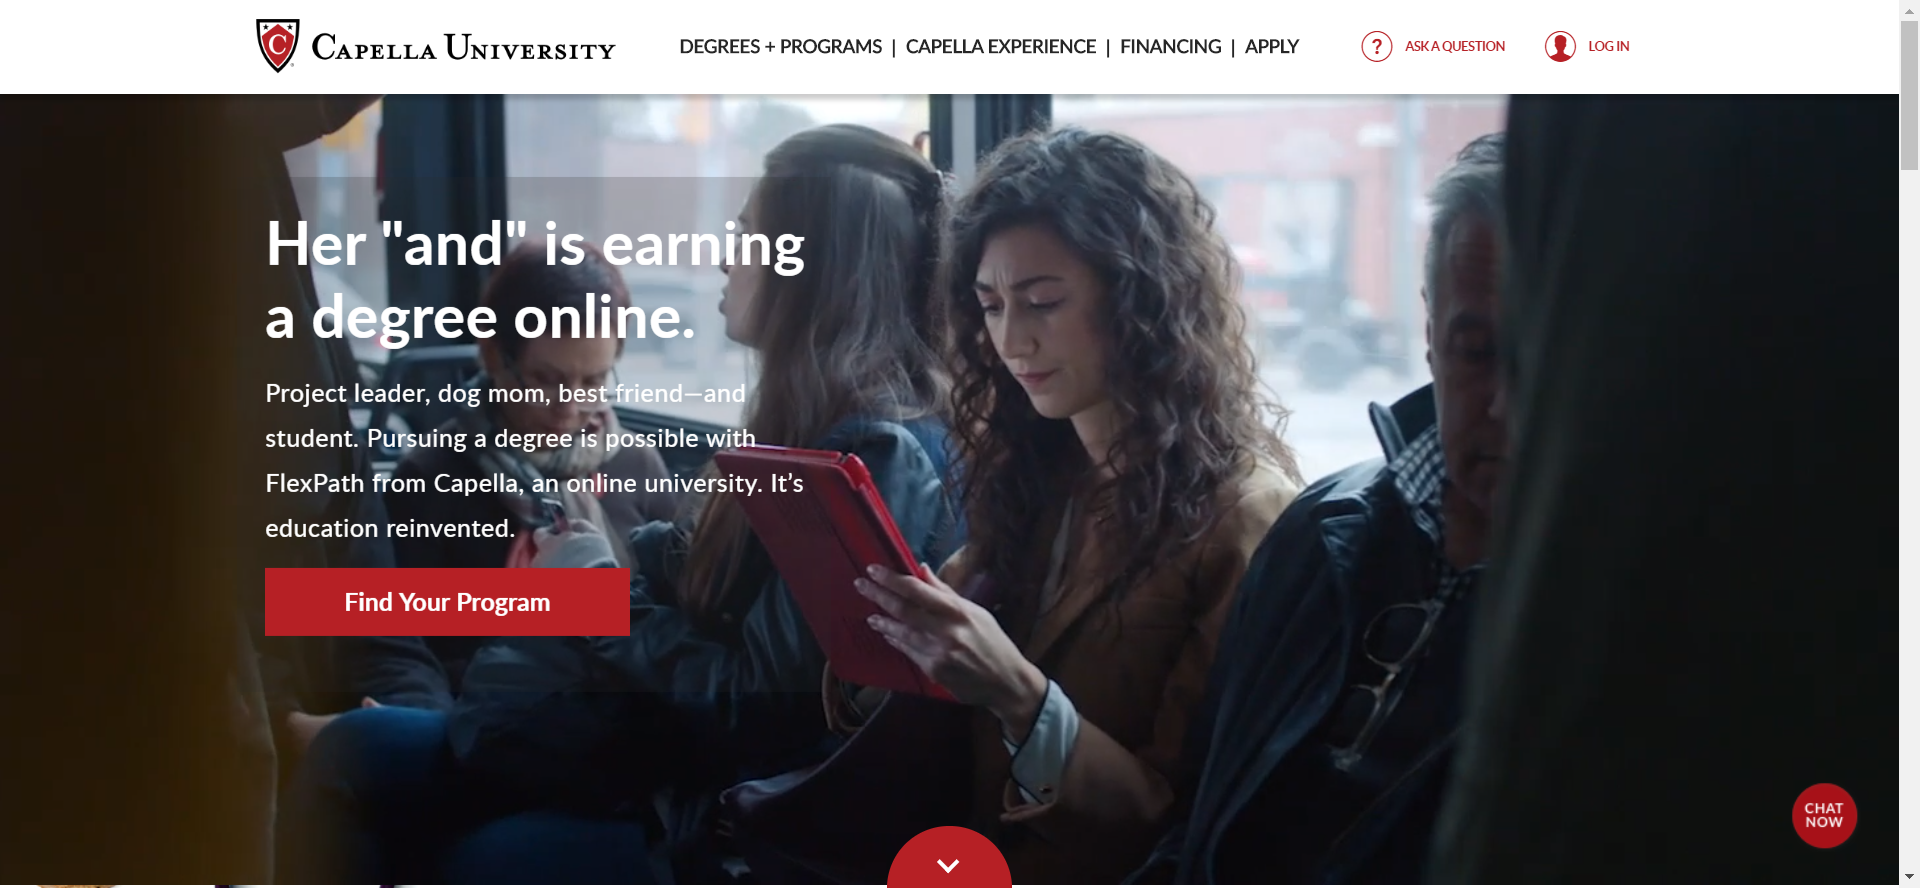 CAPELLA UNIVERSITY
DEGREES + PROGRAMS | CAPELLA EXPERIENCE | FINANCING | APPLY
ASK A QUESTION
LOG IN
Her "and" is earning
a degree online.
Project leader, dog mom, best friend—and
student. Pursuing a degree is possible with
FlexPath from Capella, an online university. It’s
education reinvented.
Find Your Program
CHAT
NOW